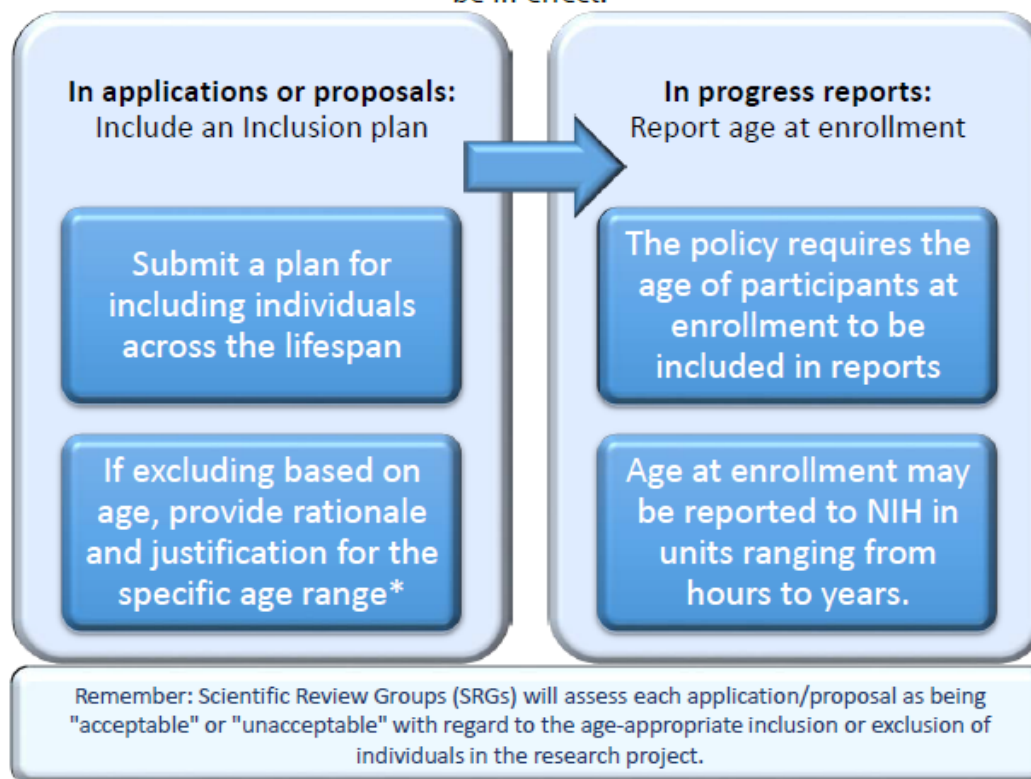 be in effect.
In applications or proposals:
Include an Inclusion plan
Submit a plan for
including individuals
across the lifespan
If excluding based on
age, provide rationale
and justification for the
specific age range*
In progress reports:
Report age at enrollment
The policy requires the
age of participants at
enrollment to be
included in reports
Age at enrollment may
be reported to NIH in
units ranging from
hours to years.
Remember: Scientific Review Groups (SRGs) will assess each application/proposal as being
"acceptable" or "unacceptable" with regard to the age-appropriate inclusion or exclusion of
individuals in the research project.